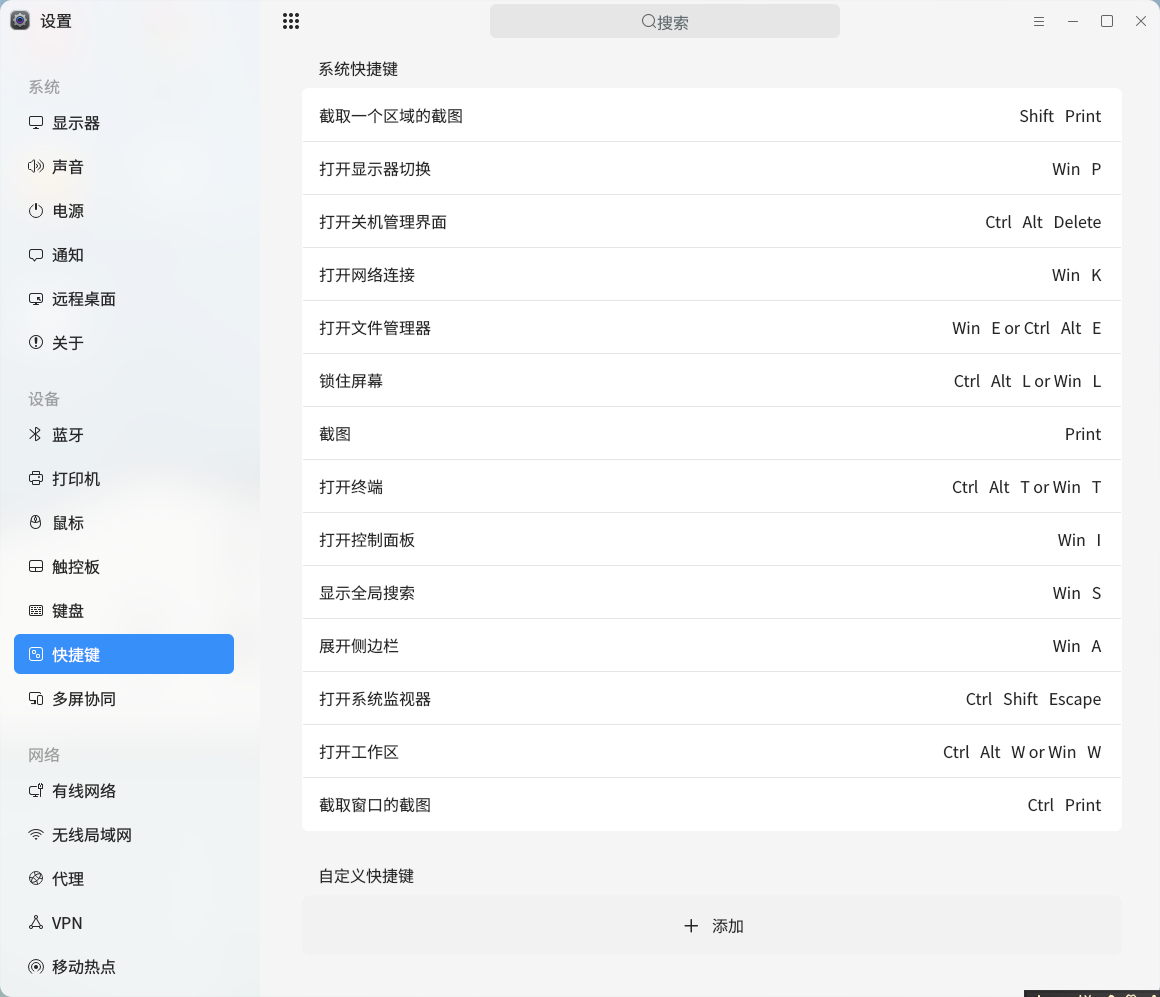 设置
搜索
系统
显示器
声音
电源
通知
远程桌面
关于
设备
蓝牙
打印机
鼠标
触控板
键盘
快捷键
多屏协同
网络
有线网络
无线局域网
代理
VPN
移动热点
系统快捷键
截取一个区域的截图 Shift Print
打开显示器切换 Win P
打开关机管理界面 Ctrl Alt Delete
打开网络连接 Win K
打开文件管理器 Win E or Ctrl Alt E
锁住屏幕 Ctrl Alt L or Win L
截图 Print
打开终端 Ctrl Alt T or Win T
打开控制面板 Win I
显示全局搜索 Win S
展开侧边栏 Win A
打开系统监视器 Ctrl Shift Escape
打开工作区 Ctrl Alt W or Win W
截取窗口的截图 Ctrl Print
自定义快捷键
添加